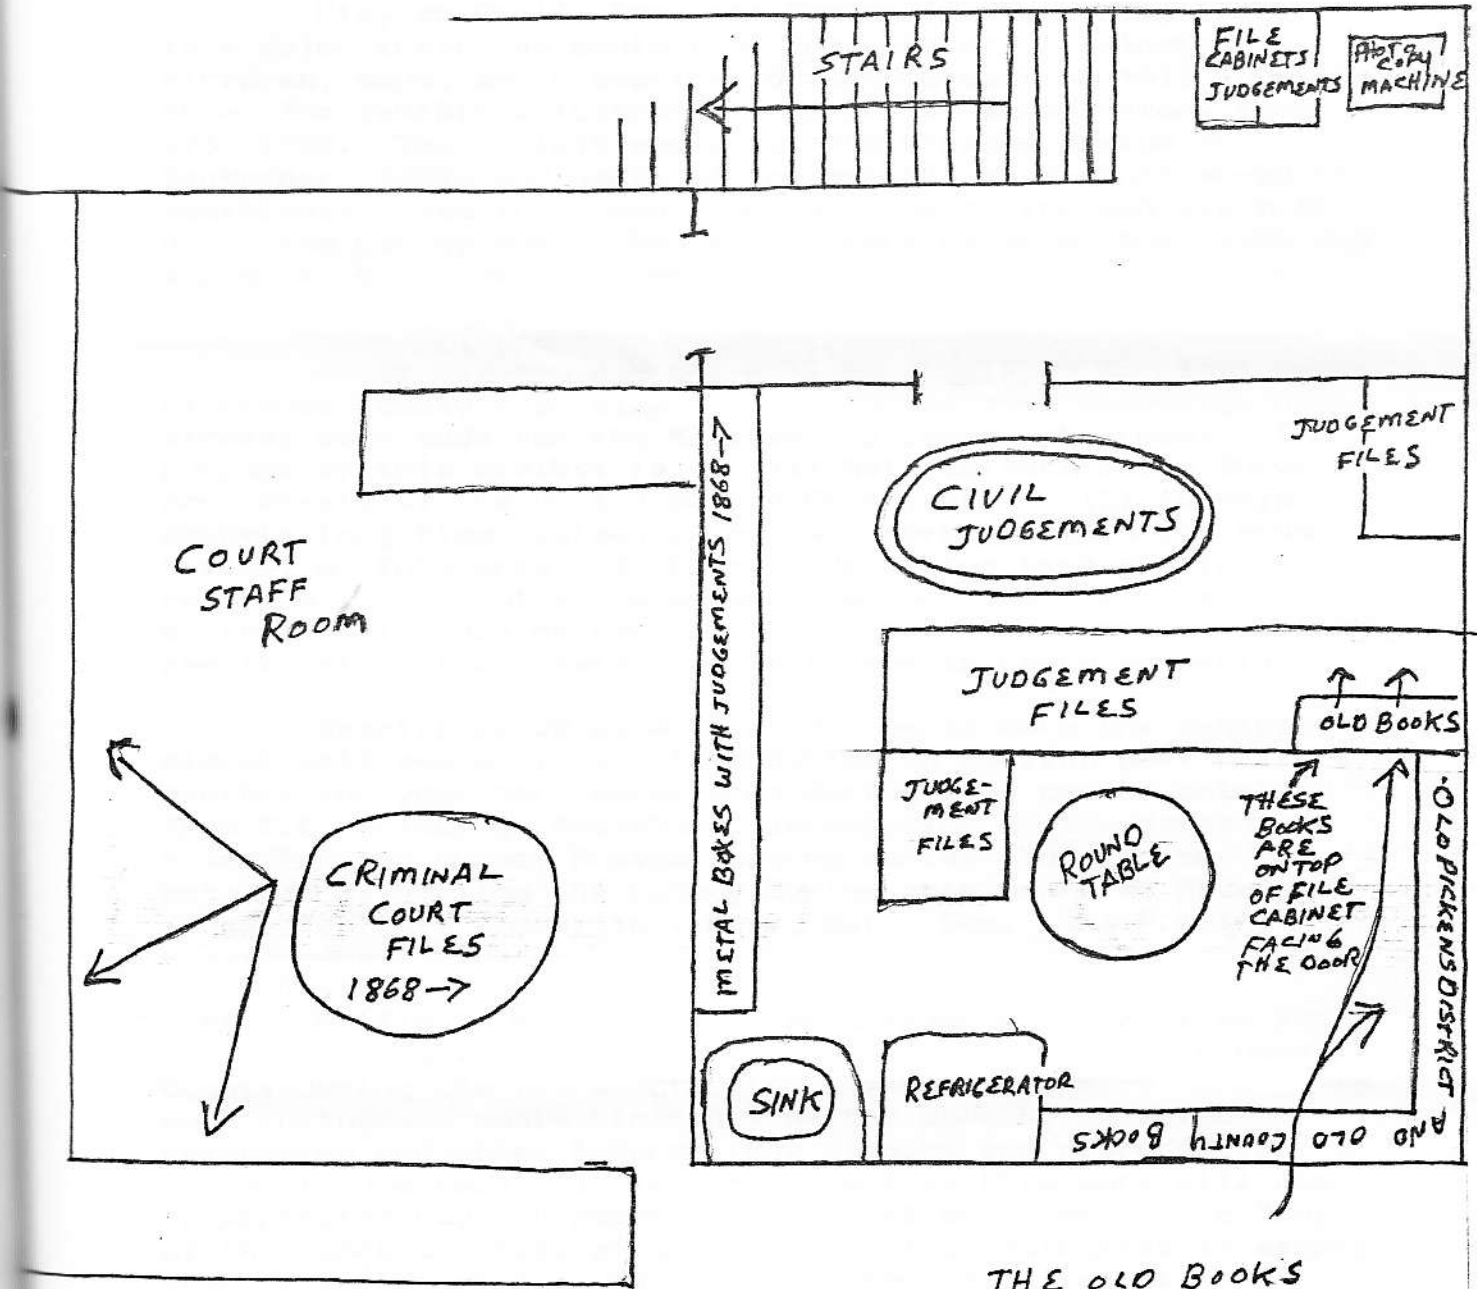 STAIRS
FILE
CABINETS
JUDGEMENTS
PHOTOCOPY
MACHINE
JUDGEMENT
FILES
CIVIL
JUDGEMENTS
METAL BOXES WITH JUDGEMENTS 1868→
COURT
STAFF
ROOM
JUDGEMENT
FILES
OLD BOOKS
JUDGE-
MENT
FILES
ROUND
TABLE
THESE
BOOKS
ARE
ON TOP
OF FILE
CABINET
FACING
THE DOOR
-OLD PICKENS DISTRICT
AND OLD COUNTY BOOKS
CRIMINAL
COURT
FILES
1868→
SINK
REFRIGERATOR
THE OLD BOOKS